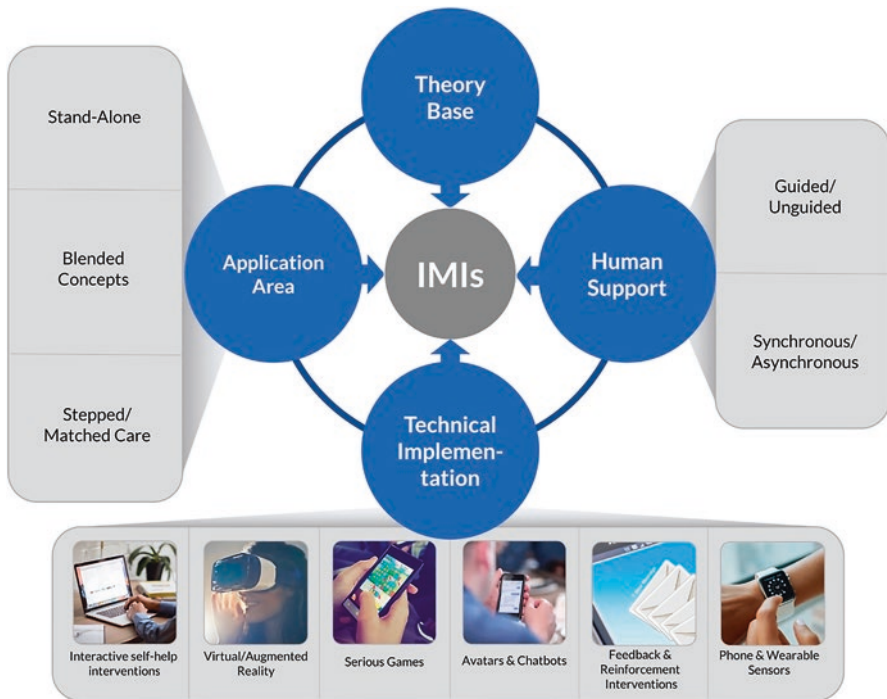 Theory
Base
Stand-Alone
Blended
Concepts
Stepped/
Matched Care
Application
Area
IMIs
Human
Support
Guided/
Unguided
Synchronous/
Asynchronous
Technical
Implemen-
tation
Interactive self-help
interventions
Virtual/Augmented
Reality
Serious Games
Avatars & Chatbots
Feedback &
Reinforcement
Interventions
Phone & Wearable
Sensors